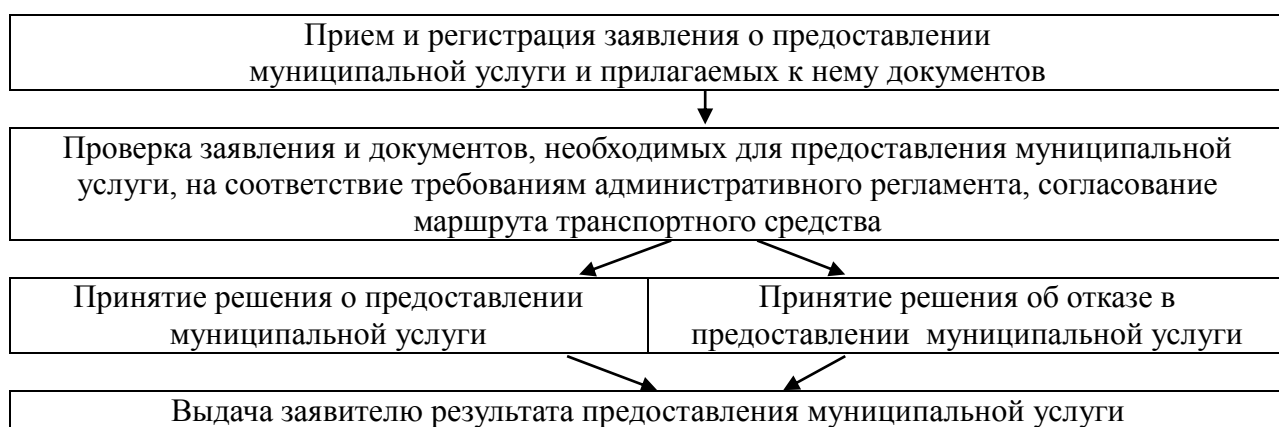 Прием и регистрация заявления о предоставлении
муниципальной услуги и прилагаемых к нему документов
Проверка заявления и документов, необходимых для предоставления муниципальной
услуги, на соответствие требованиям административного регламента, согласование
маршрута транспортного средства
Принятие решения о предоставлении
муниципальной услуги
Принятие решения об отказе в
предоставлении муниципальной услуги
Выдача заявителю результата предоставления муниципальной услуги